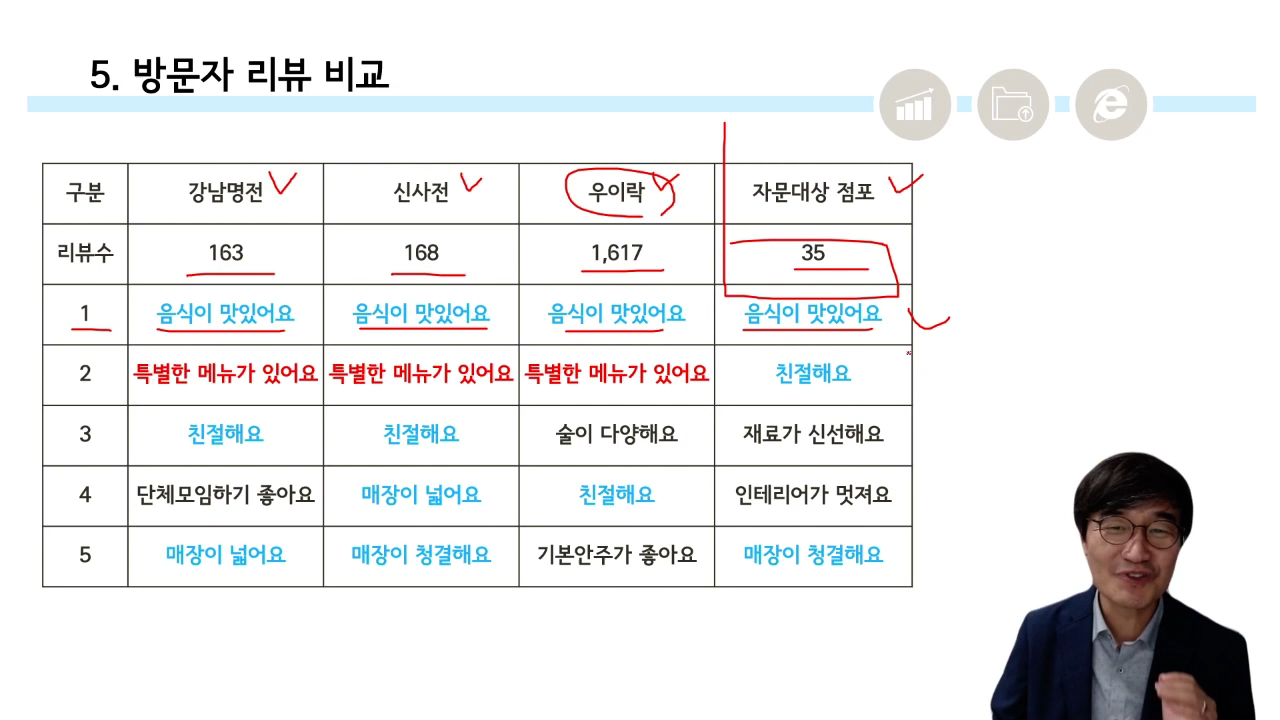 5. 방문자 리뷰 비교
구분 강남명전 신사전 우이락 자문대상 점포
리뷰수 163 168 1,617 35
1 음식이 맛있어요 음식이 맛있어요 음식이 맛있어요 음식이 맛있어요
2 특별한 메뉴가 있어요 특별한 메뉴가 있어요 특별한 메뉴가 있어요 친절해요
3 친절해요 친절해요 술이 다양해요 재료가 신선해요
4 단체모임하기 좋아요 매장이 넓어요 친절해요 인테리어가 멋져요
5 매장이 넓어요 매장이 청결해요 기본안주가 좋아요 매장이 청결해요